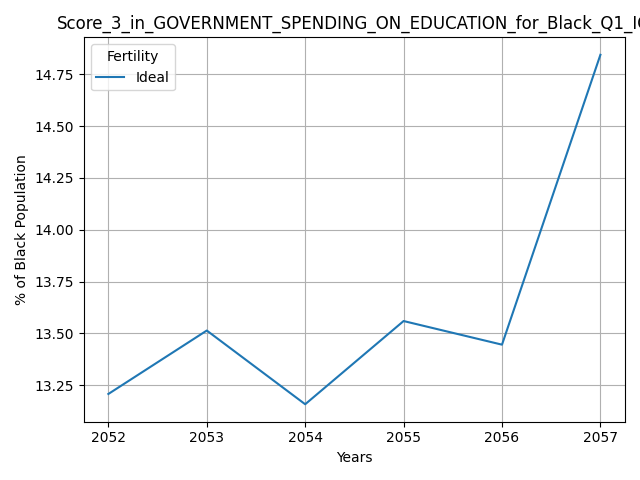 Score_3_in_GOVERNMENT_SPENDING_ON_EDUCATION_for_Black_Q1_I
Fertility
Ideal
% of Black Population
14.75
14.50
14.25
14.00
13.75
13.50
13.25
2052 2053 2054 2055 2056 2057
Years